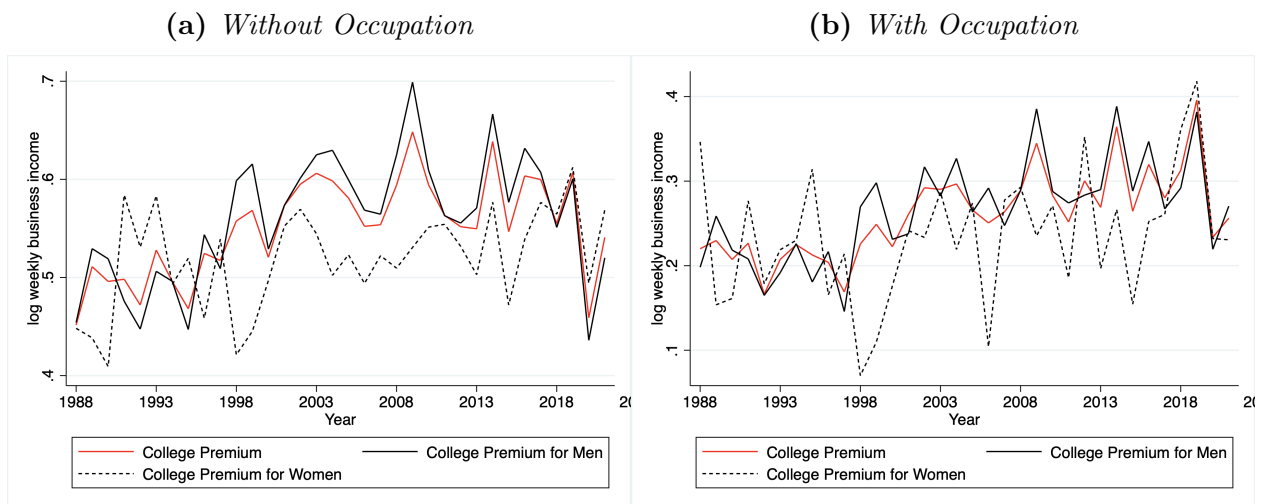 (a) Without Occupation
(b) With Occupation
log weekly business income
.7
.6
.5
.4
1988 1993 1998 2003 2008 2013 2018 20
Year
College Premium
College Premium for Men
College Premium for Women
log weekly business income
.4
.3
.2
.1
1988 1993 1998 2003 2008 2013 2018 2(
Year
College Premium
College Premium for Men
College Premium for Women